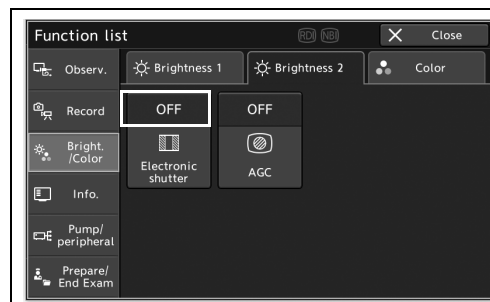 Function list
RDI NBI
Close
Observ.
Record
Bright.
/Color
Info.
Pump/
peripheral
Prepare/
End Exam
Brightness 1
Brightness 2
Color
OFF
Electronic
shutter
OFF
AGC